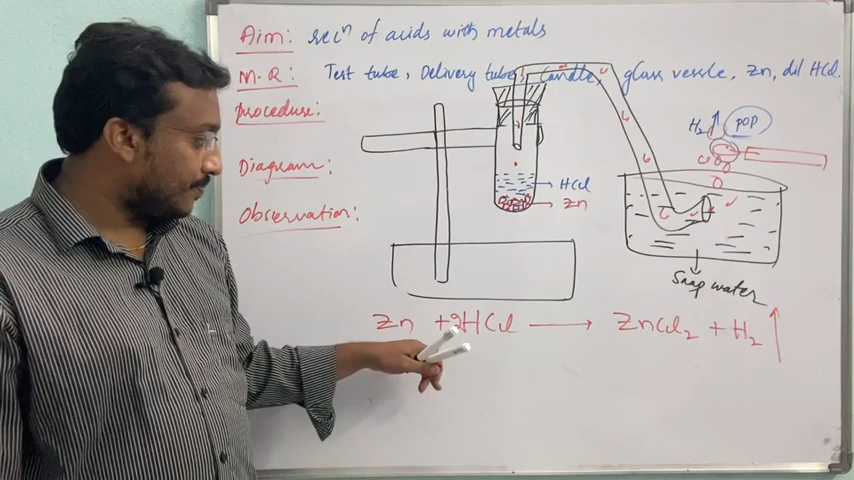 Aim: recⁿ of acids with metals
M.R: Test tube, Delivery tube, Candle, glass vessle, Zn, dil HCl.
Procedure:
H₂ ↑ POP
Diagram:
HCl
Zn
Observation:
Soap water
Zn + 2HCl → ZnCl₂ + H₂ ↑